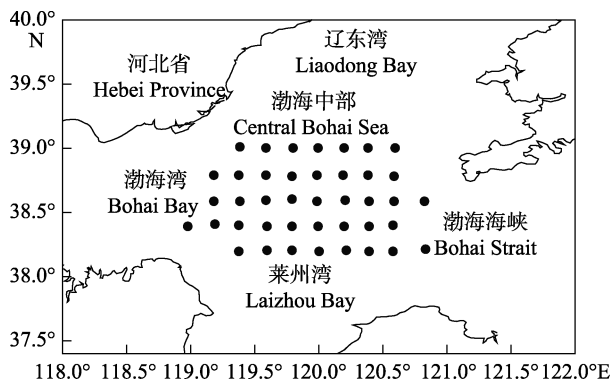 40.0°
N
39.5°
39.0°
38.5°
38.0°
37.5°
辽东湾
Liaodong Bay
河北省
Hebei Province
渤海中部
Central Bohai Sea
渤海湾
Bohai Bay
渤海海峡
Bohai Strait
莱州湾
Laizhou Bay
118.0° 118.5° 119.0° 119.5° 120.0° 120.5° 121.0° 121.5° 122.0°E